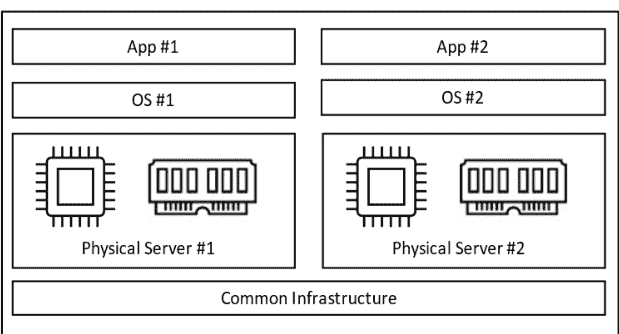 App #1
App #2
OS #1
OS #2
Physical Server #1
Physical Server #2
Common Infrastructure